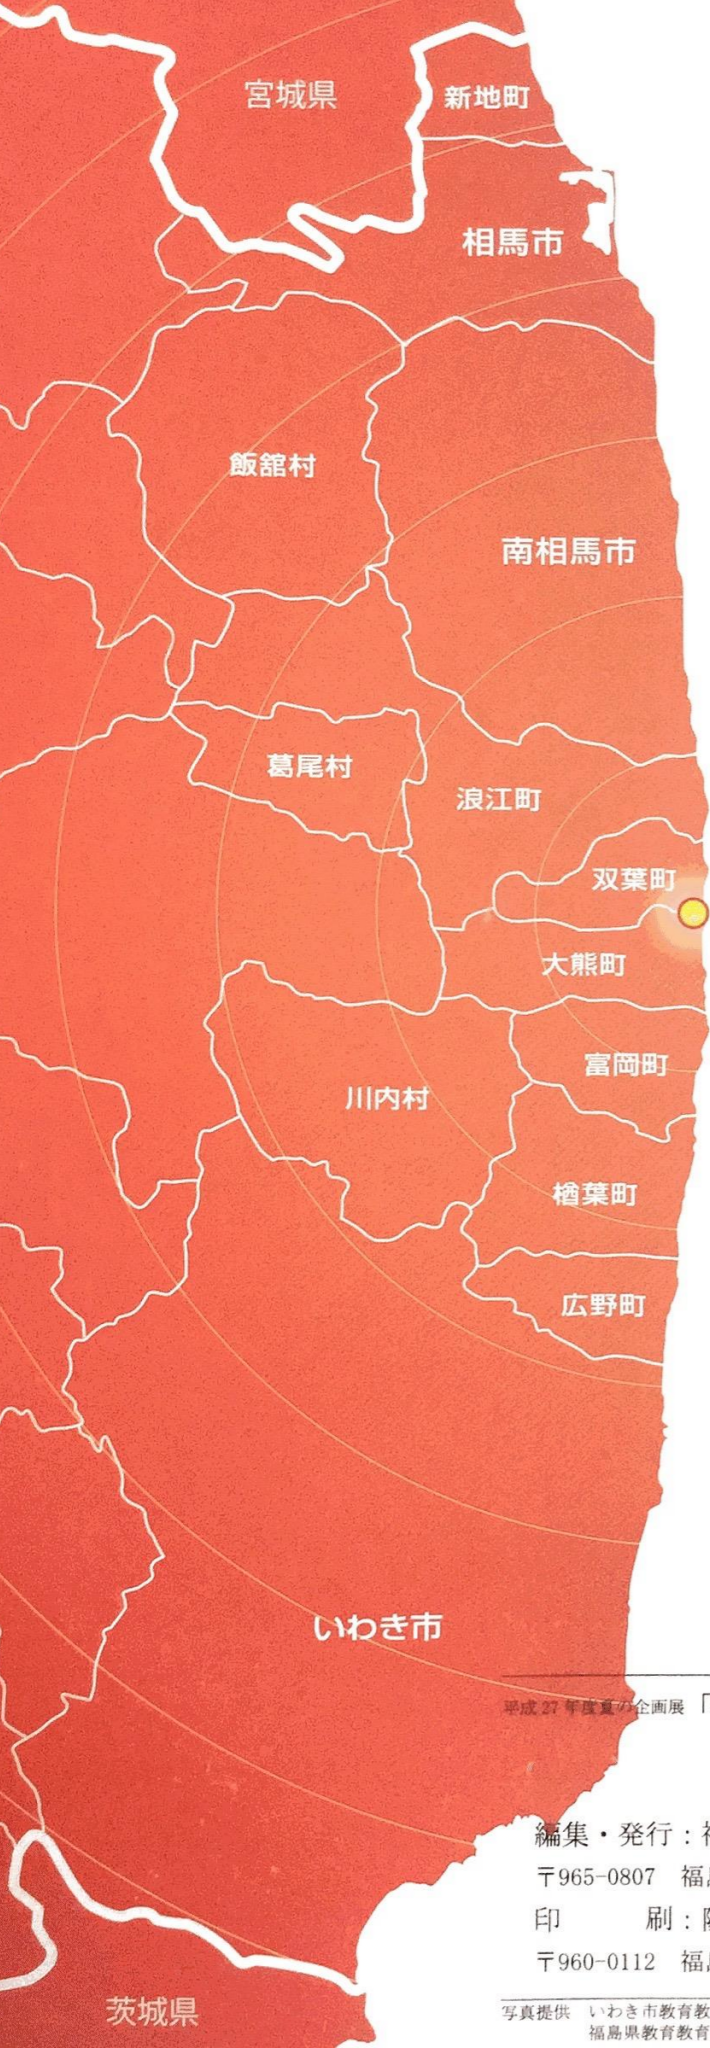 宮城県
新地町
相馬市
飯舘村
南相馬市
葛尾村
浪江町
双葉町
大熊町
富岡町
川内村
楢葉町
広野町
いわき市
平成27年度夏の企画展 「
編集・発行：
〒965-0807 福島
印 刷：
〒960-0112 福島
写真提供 いわき市教育
福島県教育
茨城県